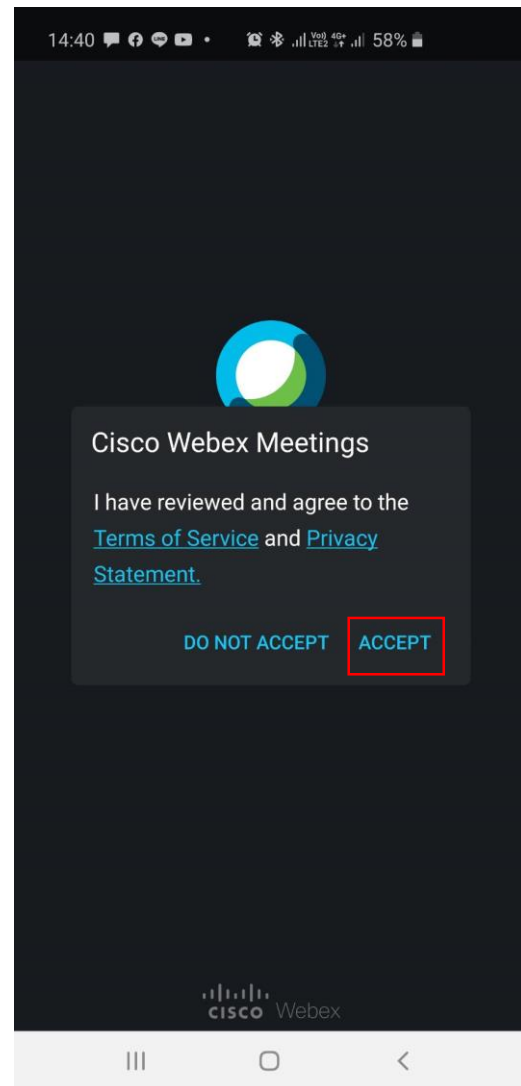 14:40 58%
Cisco Webex Meetings
I have reviewed and agree to the
Terms of Service and Privacy
Statement.
DO NOT ACCEPT ACCEPT
cisco Webex